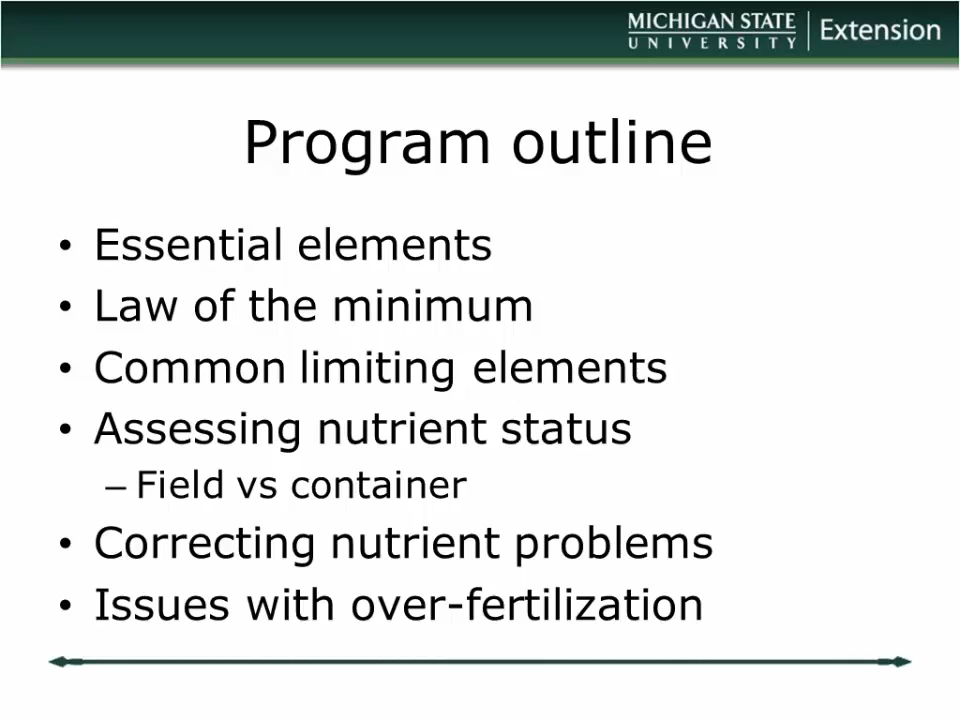 MICHIGAN STATE
UNIVERSITY
Extension
Program outline
• Essential elements
• Law of the minimum
• Common limiting elements
• Assessing nutrient status
– Field vs container
• Correcting nutrient problems
• Issues with over-fertilization